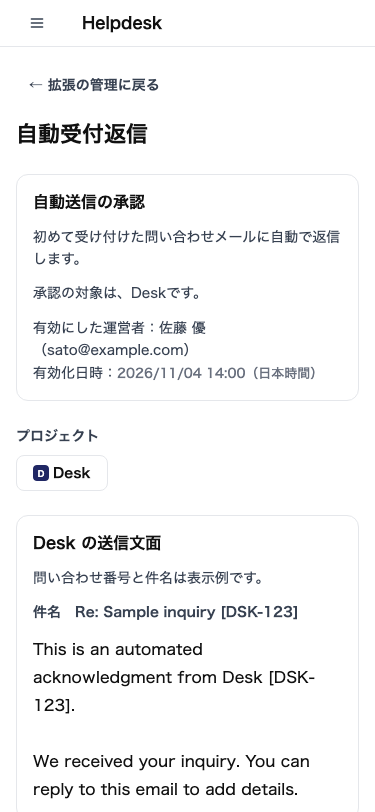 Helpdesk
← 拡張の管理に戻る
自動受付返信
自動送信の承認
初めて受け付けた問い合わせメールに自動で返信
します。
承認の対象は、Deskです。
有効にした運営者：佐藤 優
（sato@example.com）
有効化日時：2026/11/04 14:00（日本時間）
プロジェクト
D Desk
Desk の送信文面
問い合わせ番号と件名は表示例です。
件名 Re: Sample inquiry [DSK-123]
This is an automated
acknowledgment from Desk [DSK-
123].
We received your inquiry. You can
reply to this email to add details.